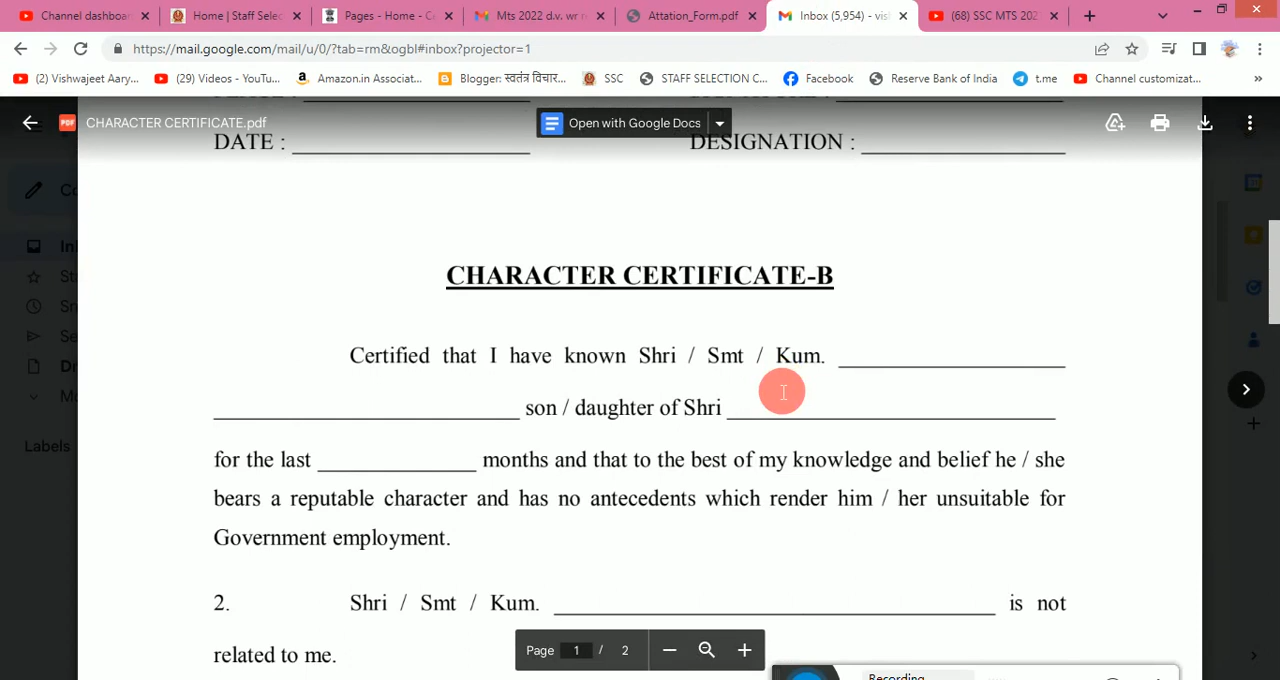 Channel dashboar
Home | Staff Selec
Pages - Home - C
Mts 2022 d.v. wr r
Attation_Form.pdf
Inbox (5,954) - vis
(68) SSC MTS 202
https://mail.google.com/mail/u/0/?tab=rm&ogbl#inbox?projector=1
(2) Vishwajeet Aary...
(29) Videos - YouTu...
Amazon.in Associat...
Blogger: स्वतंत्र विचार...
SSC
STAFF SELECTION C...
Facebook
Reserve Bank of India
t.me
Channel customizat...
»
PDF CHARACTER CERTIFICATE.pdf
Open with Google Docs
DATE : DESIGNATION :
CHARACTER CERTIFICATE-B
Certified that I have known Shri / Smt / Kum.
son / daughter of Shri
for the last months and that to the best of my knowledge and belief he / she
bears a reputable character and has no antecedents which render him / her unsuitable for
Government employment.
2. Shri / Smt / Kum. is not
related to me.
Labels
Page 1 / 2
Recording